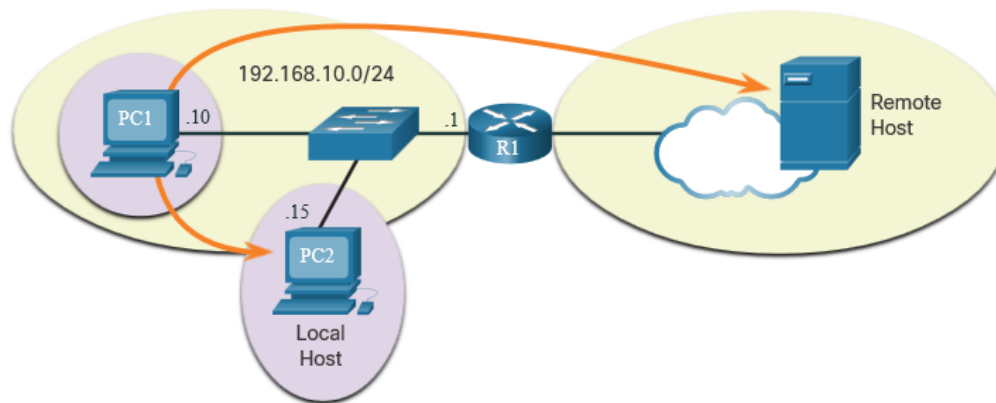 192.168.10.0/24
PC1
.10
.1
R1
Remote
Host
.15
PC2
Local
Host